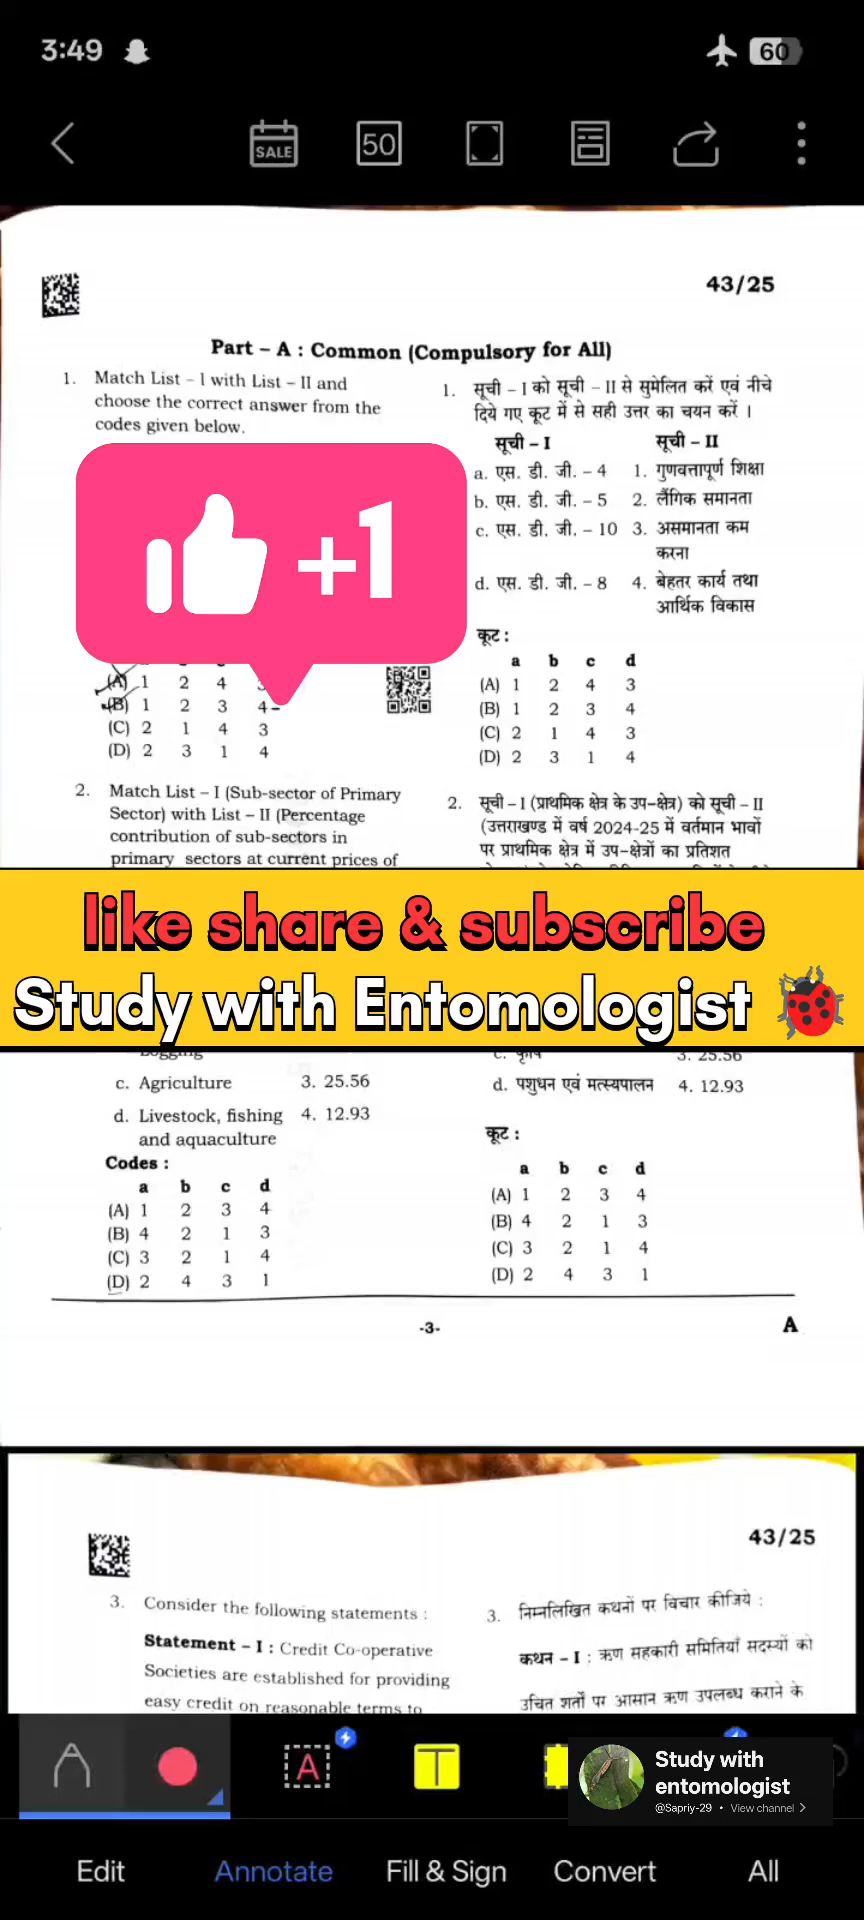 3:49
60
SALE
50
43/25
Part – A : Common (Compulsory for All)
1. Match List – I with List – II and
choose the correct answer from the
codes given below.
(A) 1 2 4
(B) 1 2 3 4
(C) 2 1 4 3
(D) 2 3 1 4
1. सूची – I को सूची – II से सुमेलित करें एवं नीचे
दिये गए कूट में से सही उत्तर का चयन करें ।
सूची – I सूची – II
a. एस. डी. जी. – 4 1. गुणवत्तापूर्ण शिक्षा
b. एस. डी. जी. – 5 2. लैंगिक समानता
c. एस. डी. जी. – 10 3. असमानता कम
करना
d. एस. डी. जी. – 8 4. बेहतर कार्य तथा
आर्थिक विकास
कूट :
a b c d
(A) 1 2 4 3
(B) 1 2 3 4
(C) 2 1 4 3
(D) 2 3 1 4
+1
2. Match List – I (Sub-sector of Primary
Sector) with List – II (Percentage
contribution of sub-sectors in
primary sectors at current prices of
2. सूची – I (प्राथमिक क्षेत्र के उप-क्षेत्र) को सूची – II
(उत्तराखण्ड में वर्ष 2024-25 में वर्तमान भावों
पर प्राथमिक क्षेत्र में उप-क्षेत्रों का प्रतिशत
like share & subscribe
Study with Entomologist
c. Agriculture 3. 25.56
d. Livestock, fishing 4. 12.93
and aquaculture
Codes :
a b c d
(A) 1 2 3 4
(B) 4 2 1 3
(C) 3 2 1 4
(D) 2 4 3 1
c. कृषि 3. 25.56
d. पशुधन एवं मत्स्यपालन 4. 12.93
कूट :
a b c d
(A) 1 2 3 4
(B) 4 2 1 3
(C) 3 2 1 4
(D) 2 4 3 1
-3-
A
43/25
3. Consider the following statements :
Statement – I : Credit Co-operative
Societies are established for providing
easy credit on reasonable terms to
3. निम्नलिखित कथनों पर विचार कीजिये :
कथन – I : ऋण सहकारी समितियाँ सदस्यों को
उचित शर्तों पर आसान ऋण उपलब्ध कराने के
A
T
Study with
entomologist
@Sapriy-29 • View channel
Edit
Annotate
Fill & Sign
Convert
All